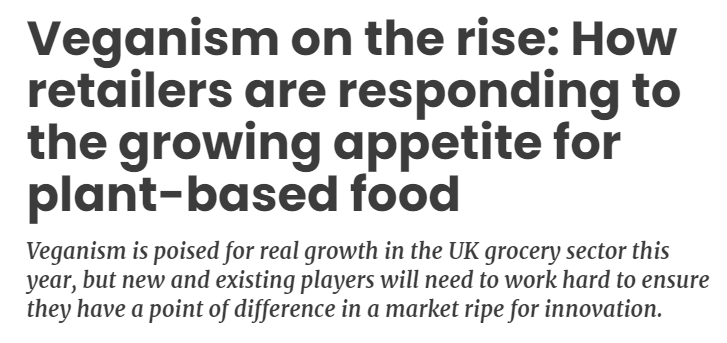 Veganism on the rise: How
retailers are responding to
the growing appetite for
plant-based food
Veganism is poised for real growth in the UK grocery sector this
year, but new and existing players will need to work hard to ensure
they have a point of difference in a market ripe for innovation.